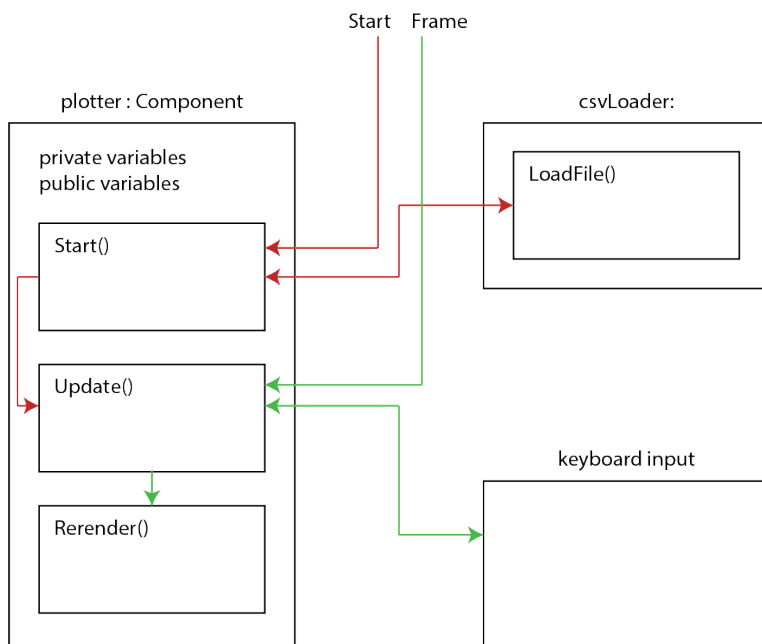 Start Frame
plotter : Component
csvLoader:
private variables
public variables
LoadFile()
Start()
Update()
keyboard input
Rerender()